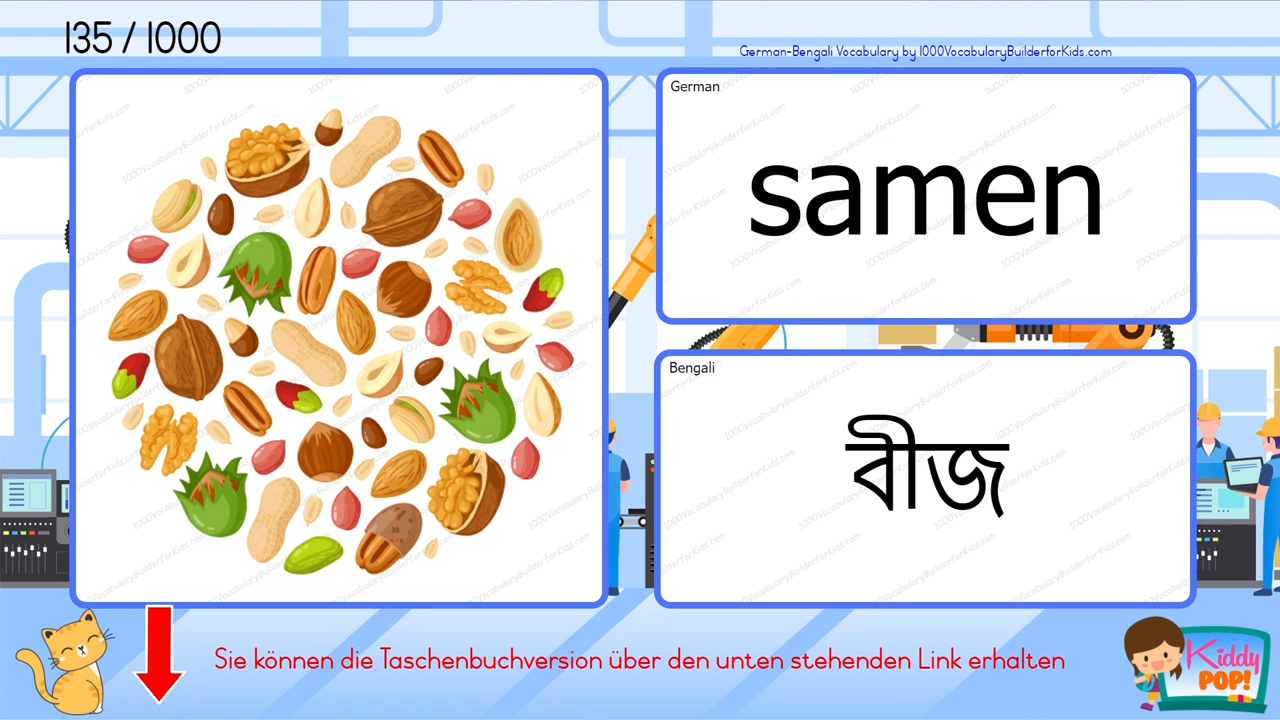 135 / 1000
German-Bengali Vocabulary by 1000VocabularyBuilderforKids.com
German
samen
Bengali
বীজ
Sie können die Taschenbuchversion über den unten stehenden Link erhalten
Kiddy
POP!